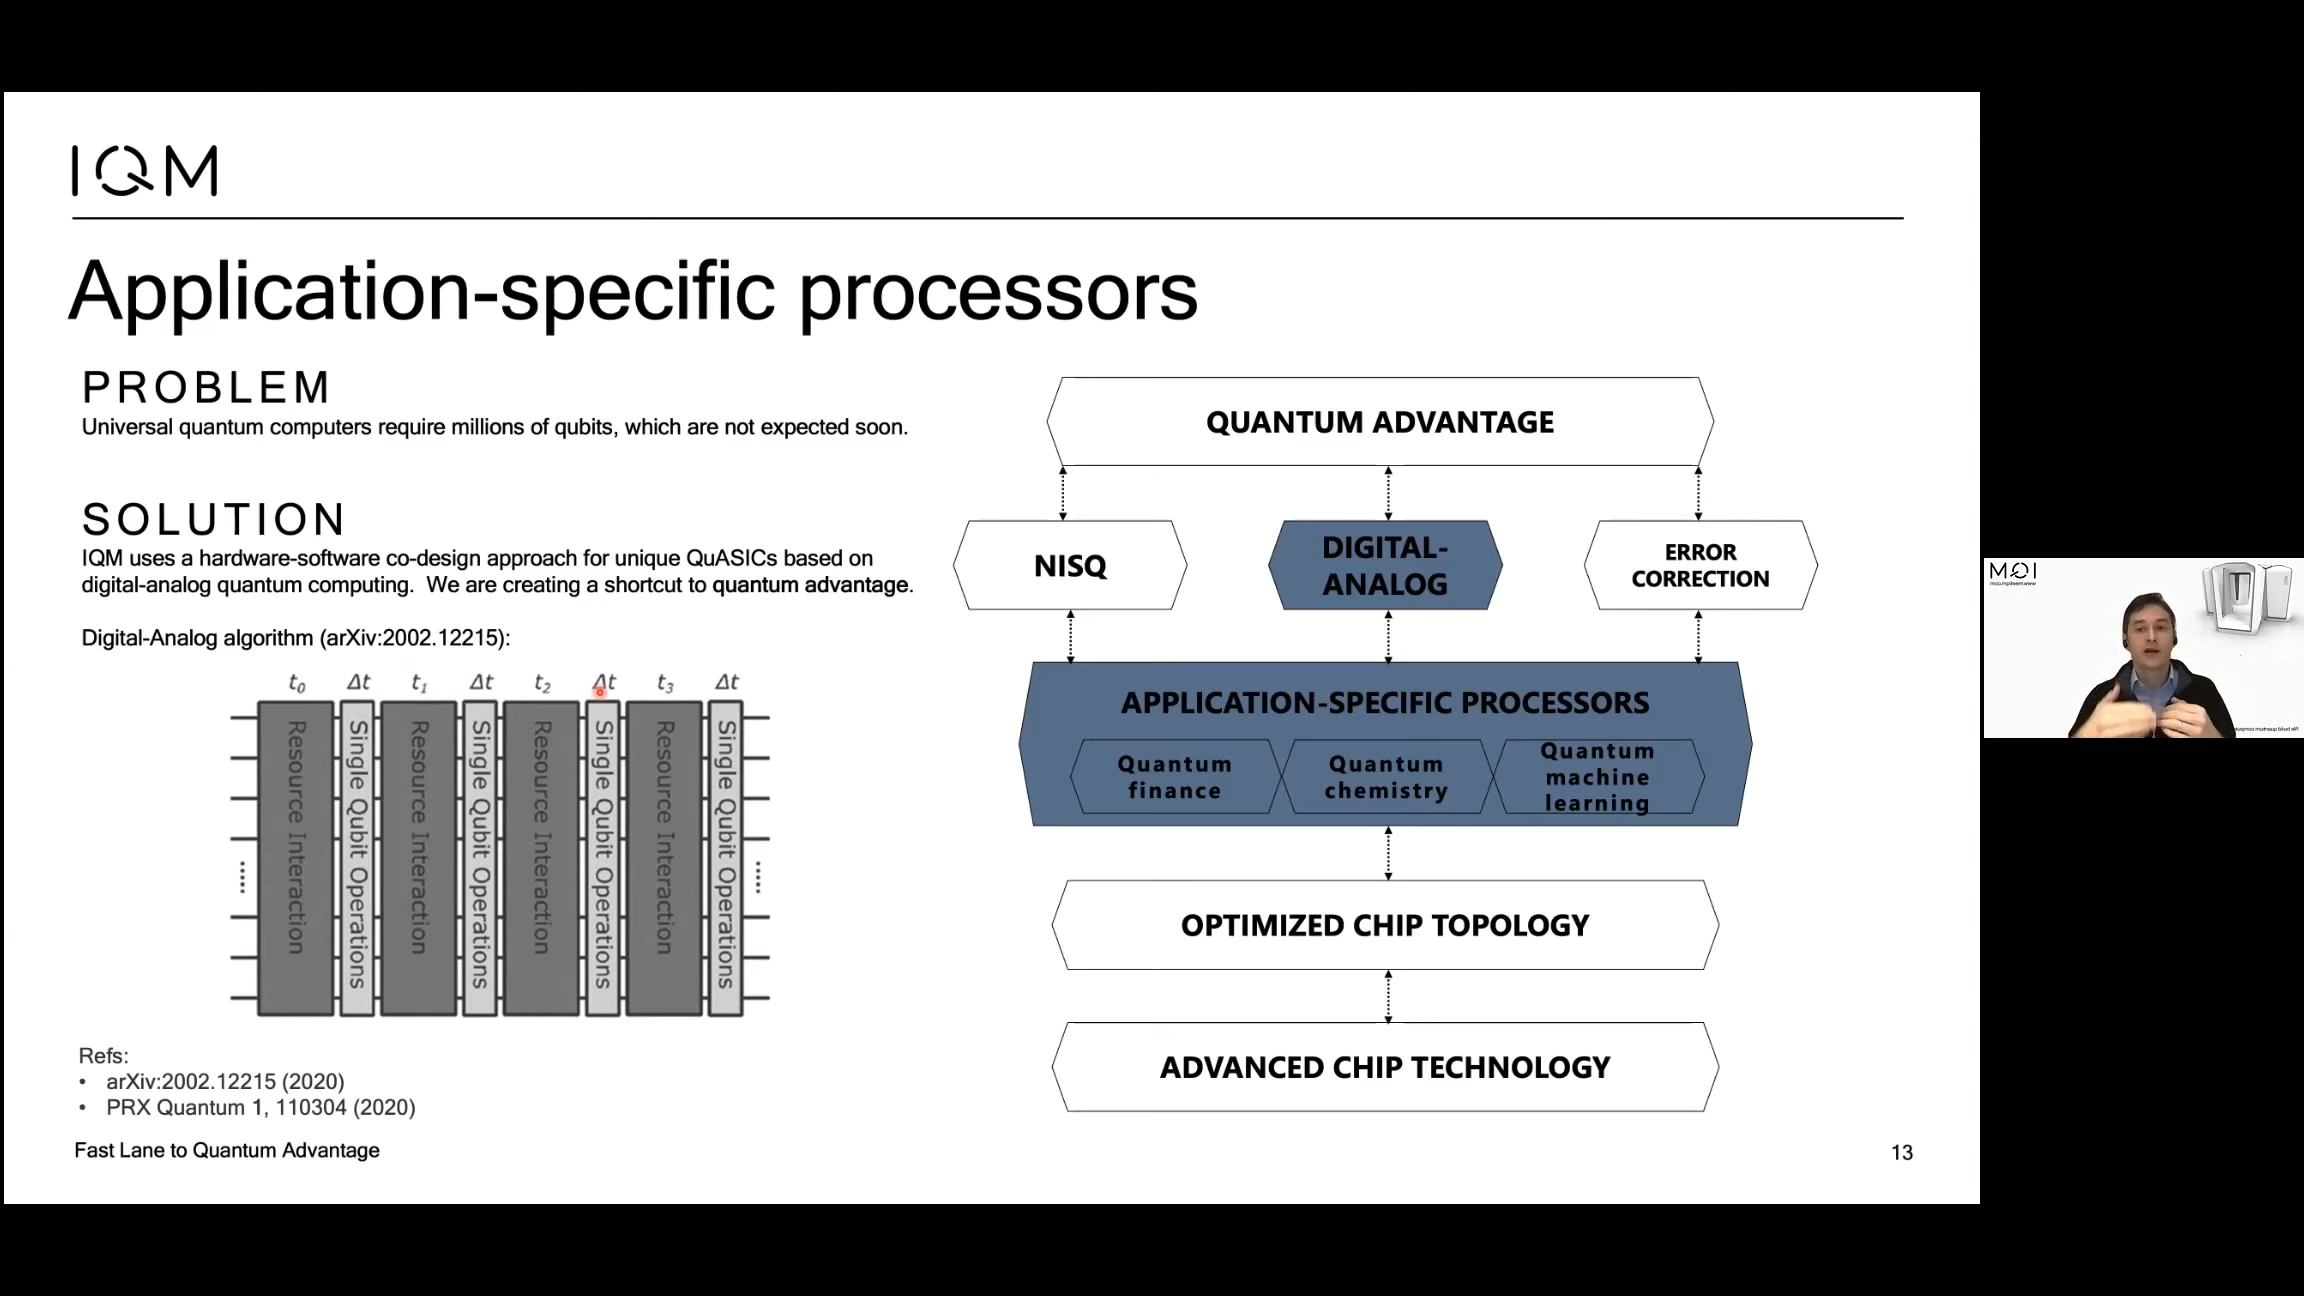 IQM
Application-specific processors
PROBLEM
Universal quantum computers require millions of qubits, which are not expected soon.
SOLUTION
IQM uses a hardware-software co-design approach for unique QuASICs based on
digital-analog quantum computing. We are creating a shortcut to quantum advantage.
Digital-Analog algorithm (arXiv:2002.12215):
t₀ Δt t₁ Δt t₂ Δt t₃ Δt
Resource Interaction
Single Qubit Operations
Resource Interaction
Single Qubit Operations
Resource Interaction
Single Qubit Operations
Resource Interaction
Single Qubit Operations
Refs:
• arXiv:2002.12215 (2020)
• PRX Quantum 1, 110304 (2020)
Fast Lane to Quantum Advantage
QUANTUM ADVANTAGE
NISQ
DIGITAL-
ANALOG
ERROR
CORRECTION
APPLICATION-SPECIFIC PROCESSORS
Quantum
finance
Quantum
chemistry
Quantum
machine
learning
OPTIMIZED CHIP TOPOLOGY
ADVANCED CHIP TECHNOLOGY
13
IQM